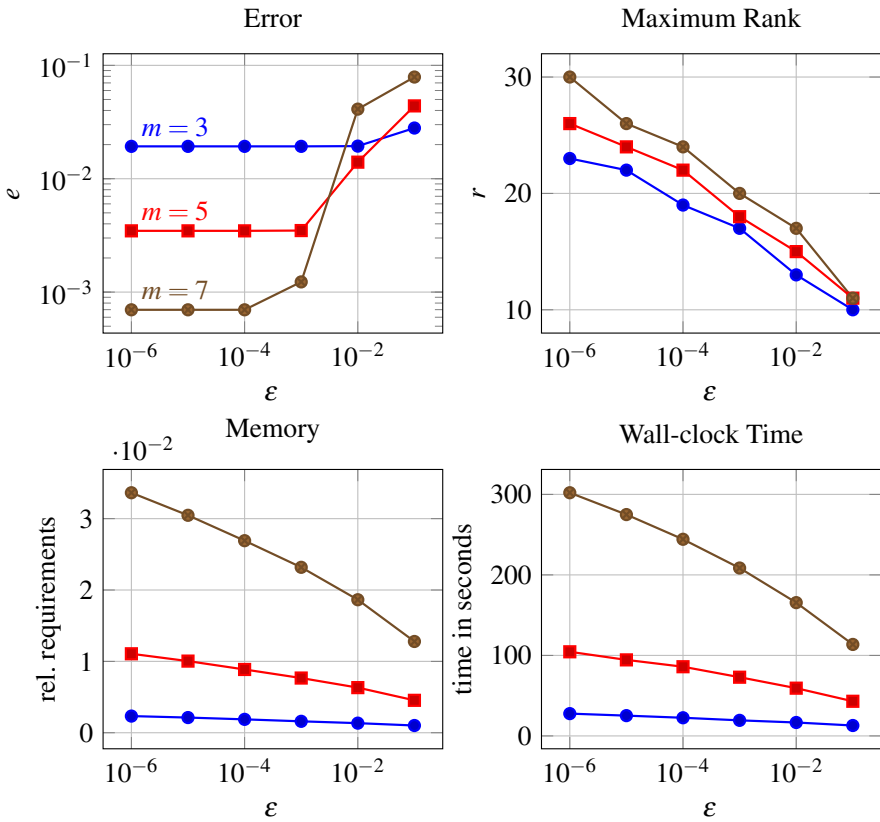 Error
10⁻¹
10⁻²
10⁻³
e
m = 3
m = 5
m = 7
10⁻⁶ 10⁻⁴ 10⁻²
ε
Maximum Rank
30
20
10
r
10⁻⁶ 10⁻⁴ 10⁻²
ε
Memory
·10⁻²
3
2
1
0
rel. requirements
10⁻⁶ 10⁻⁴ 10⁻²
ε
Wall-clock Time
300
200
100
0
time in seconds
10⁻⁶ 10⁻⁴ 10⁻²
ε